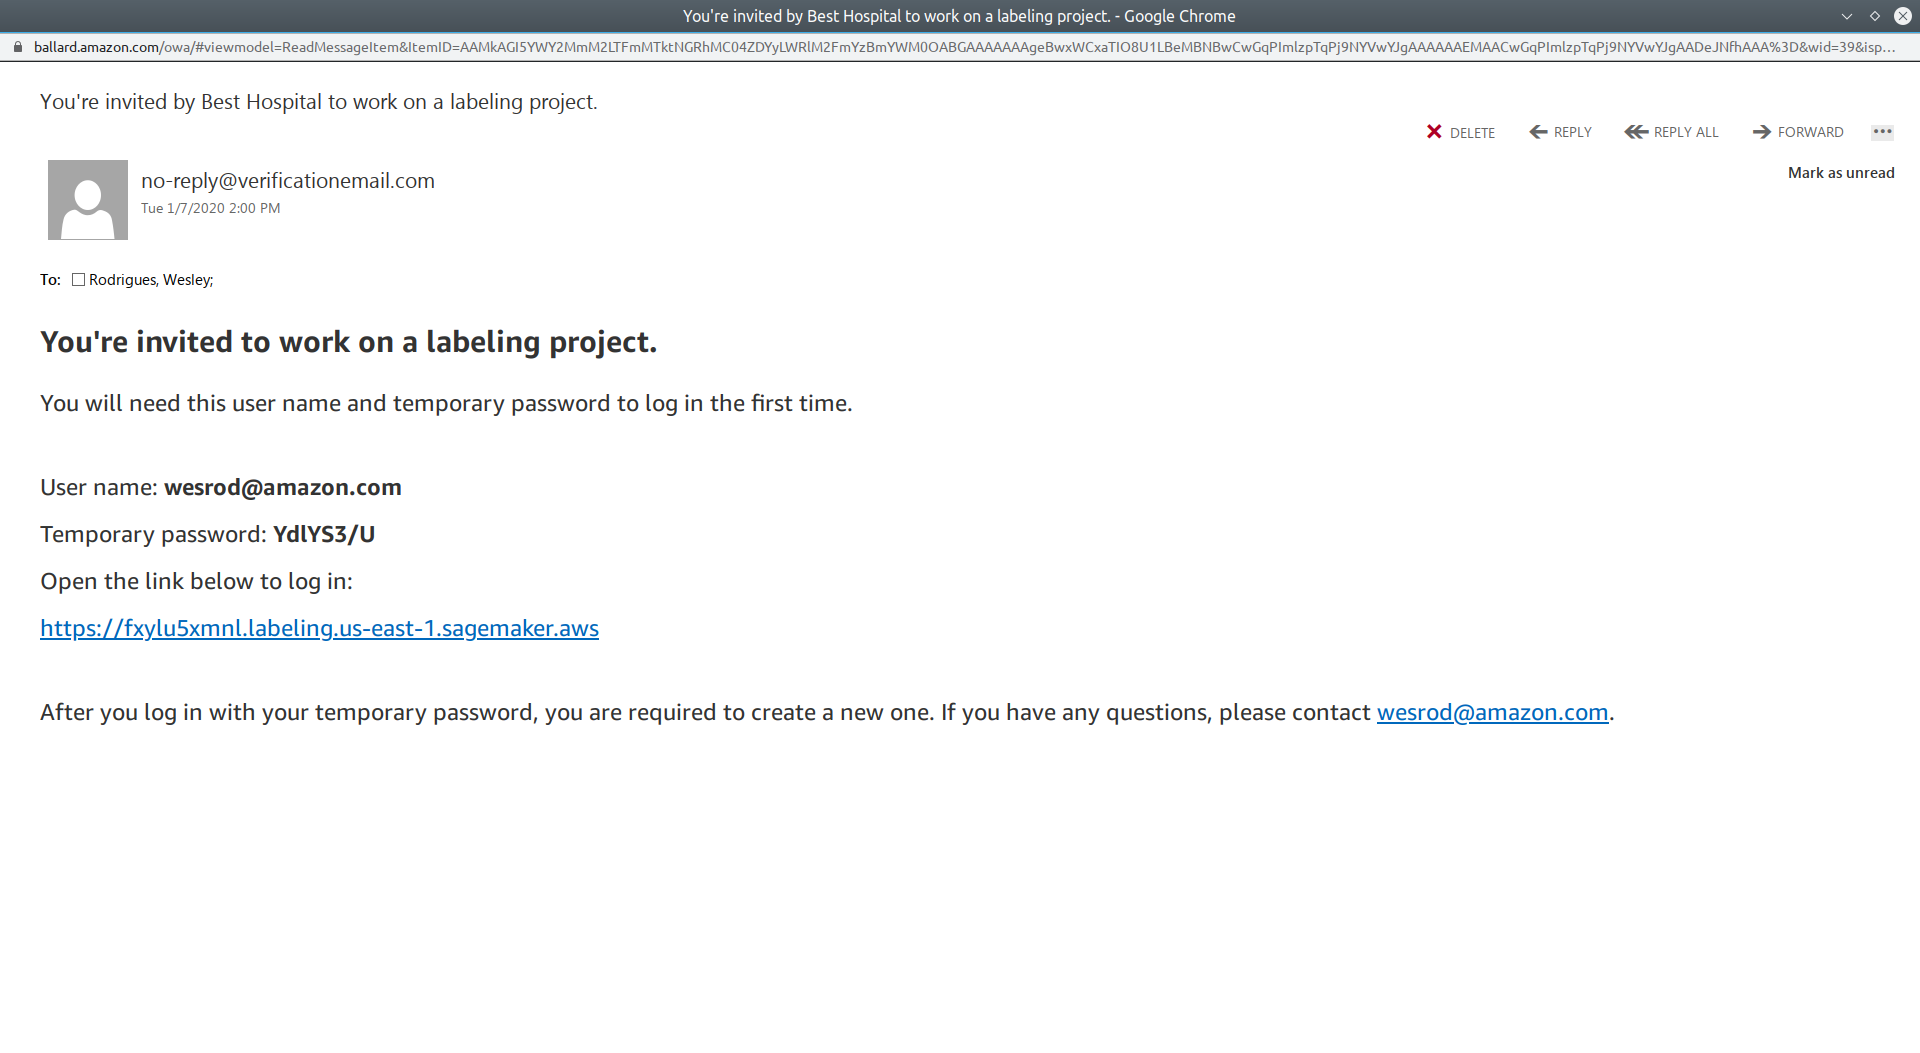 You're invited by Best Hospital to work on a labeling project. - Google Chrome
ballard.amazon.com/owa/#viewmodel=ReadMessageItem&ItemID=AAMkAGI5YWY2MmM2LTFmMTktNGRhMC04ZDYyLWRlM2FmYzBmYWM0OABGAAAAAAAgeBwxWCxaTIO8U1LBeMBNBwCwGqPImlzpTqPj9NYVwYJgAAAAAAEMAACwGqPImlzpTqPj9NYVwYJgAADeJNfhAAA%3D&wid=39&isp...
You're invited by Best Hospital to work on a labeling project.
DELETE REPLY REPLY ALL FORWARD
no-reply@verificationemail.com
Mark as unread
Tue 1/7/2020 2:00 PM
To: Rodrigues, Wesley;
You're invited to work on a labeling project.
You will need this user name and temporary password to log in the first time.
User name: wesrod@amazon.com
Temporary password: YdlYS3/U
Open the link below to log in:
https://fxylu5xmnl.labeling.us-east-1.sagemaker.aws
After you log in with your temporary password, you are required to create a new one. If you have any questions, please contact wesrod@amazon.com.